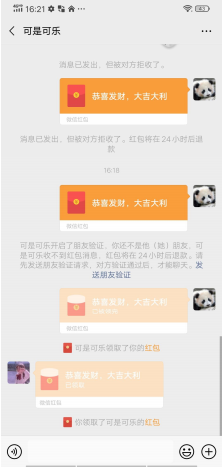 16:21
可是可乐
消息已发出，但被对方拒收了。
恭喜发财，大吉大利
微信红包
消息已发出，但被对方拒收了。红包将在24小时后退
款
16:18
恭喜发财，大吉大利
微信红包
可是可乐开启了朋友验证，你还不是他（她）朋友，可
是可乐收不到红包消息，红包将在24小时后退款。请
先发送朋友验证请求，对方验证通过后，才能聊天。发
送朋友验证
恭喜发财，大吉大利
微信红包
可是可乐领取了你的红包
恭喜发财，大吉大利
微信红包
你领取了可是可乐的红包